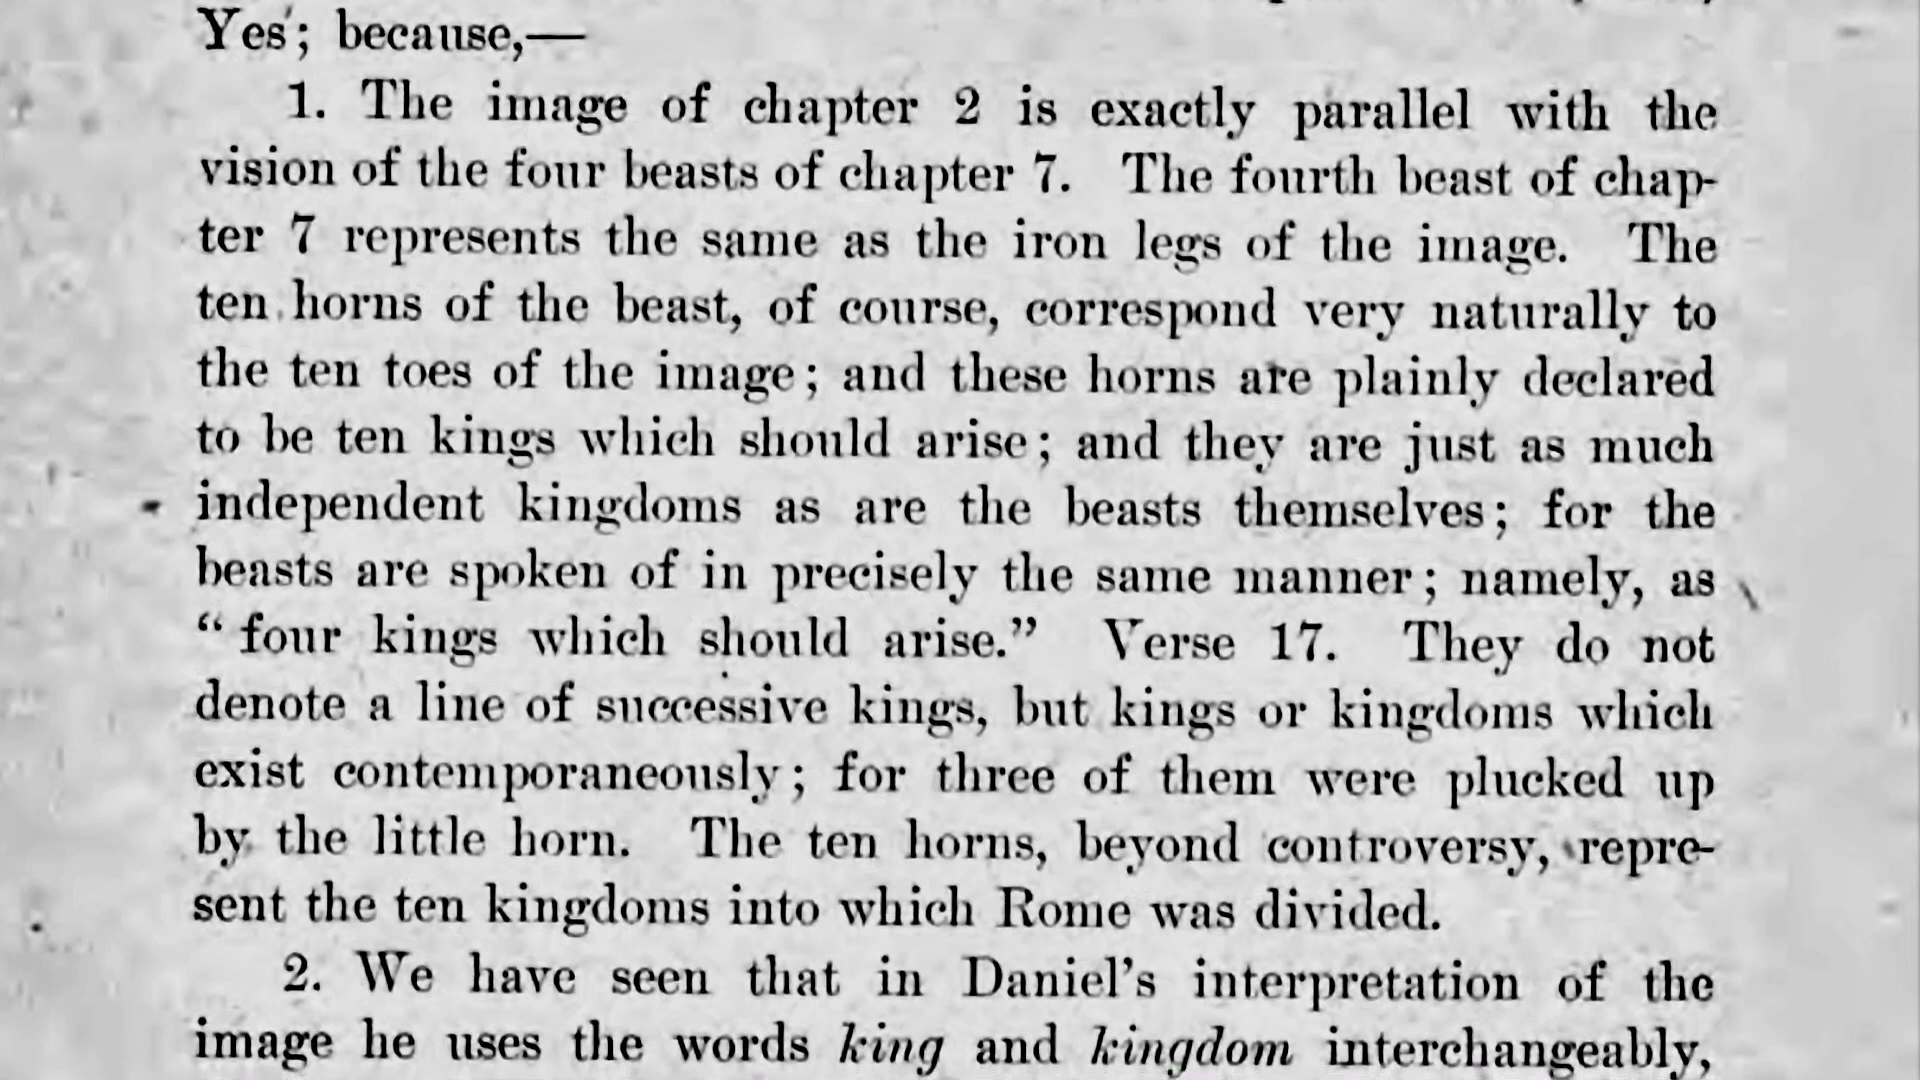 Yes; because,—
1. The image of chapter 2 is exactly parallel with the
vision of the four beasts of chapter 7. The fourth beast of chap-
ter 7 represents the same as the iron legs of the image. The
ten horns of the beast, of course, correspond very naturally to
the ten toes of the image; and these horns are plainly declared
to be ten kings which should arise; and they are just as much
independent kingdoms as are the beasts themselves; for the
beasts are spoken of in precisely the same manner; namely, as
“four kings which should arise.” Verse 17. They do not
denote a line of successive kings, but kings or kingdoms which
exist contemporaneously; for three of them were plucked up
by the little horn. The ten horns, beyond controversy, repre-
sent the ten kingdoms into which Rome was divided.
2. We have seen that in Daniel’s interpretation of the
image he uses the words king and kingdom interchangeably,